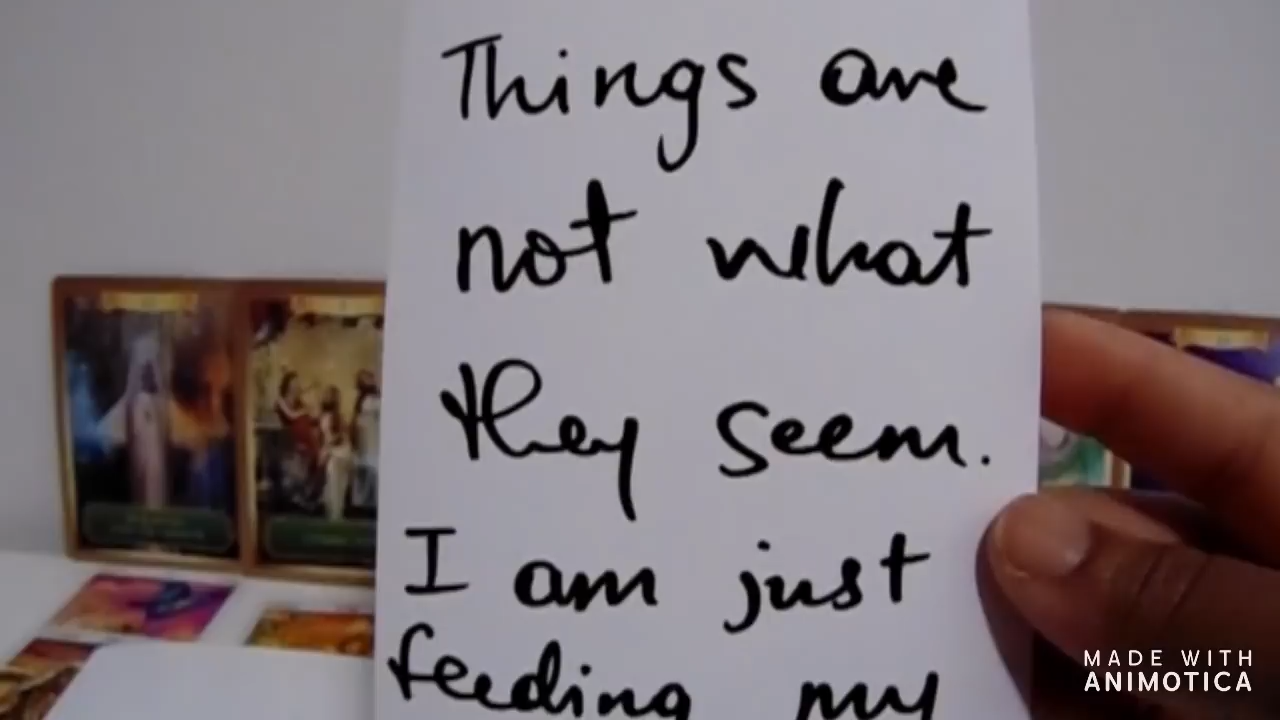 Things are
not what
they seem.
I am just
feeding my
MADE WITH
ANIMOTICA